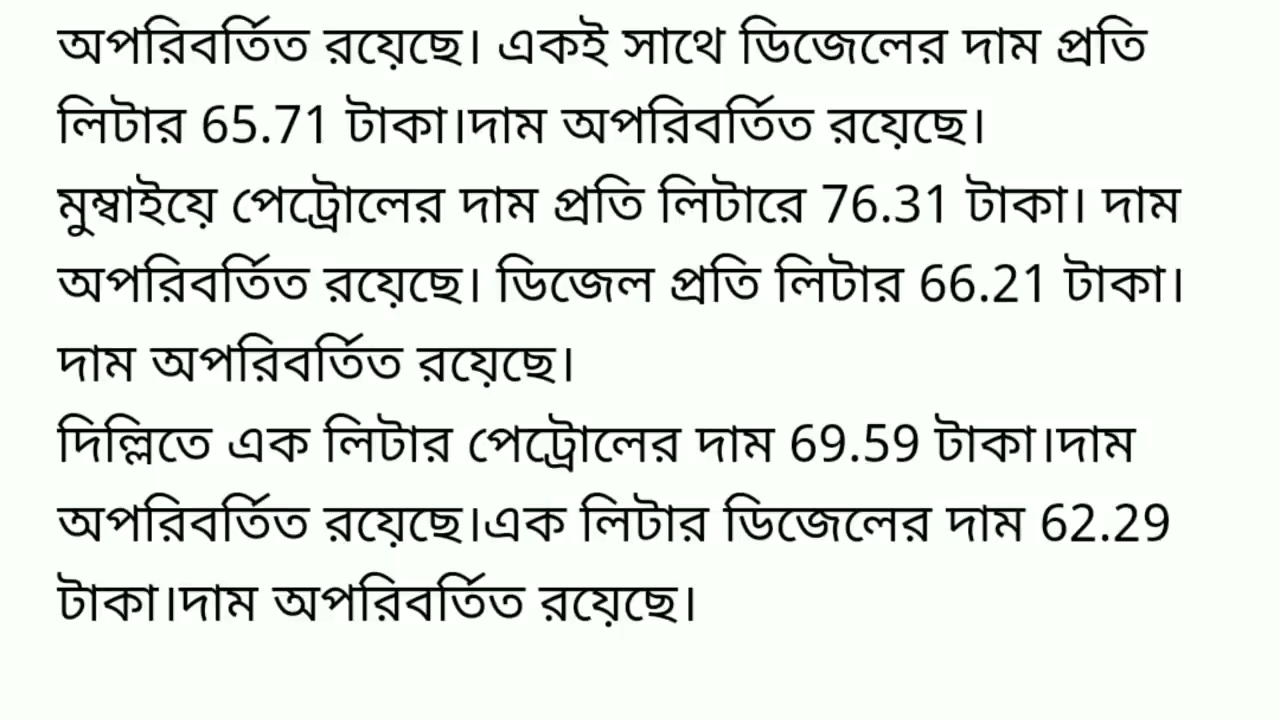 অপরিবর্তিত রয়েছে। একই সাথে ডিজেলের দাম প্রতি
লিটার 65.71 টাকা।দাম অপরিবর্তিত রয়েছে।
মুম্বাইয়ে পেট্রোলের দাম প্রতি লিটারে 76.31 টাকা। দাম
অপরিবর্তিত রয়েছে। ডিজেল প্রতি লিটার 66.21 টাকা।
দাম অপরিবর্তিত রয়েছে।
দিল্লিতে এক লিটার পেট্রোলের দাম 69.59 টাকা।দাম
অপরিবর্তিত রয়েছে।এক লিটার ডিজেলের দাম 62.29
টাকা।দাম অপরিবর্তিত রয়েছে।